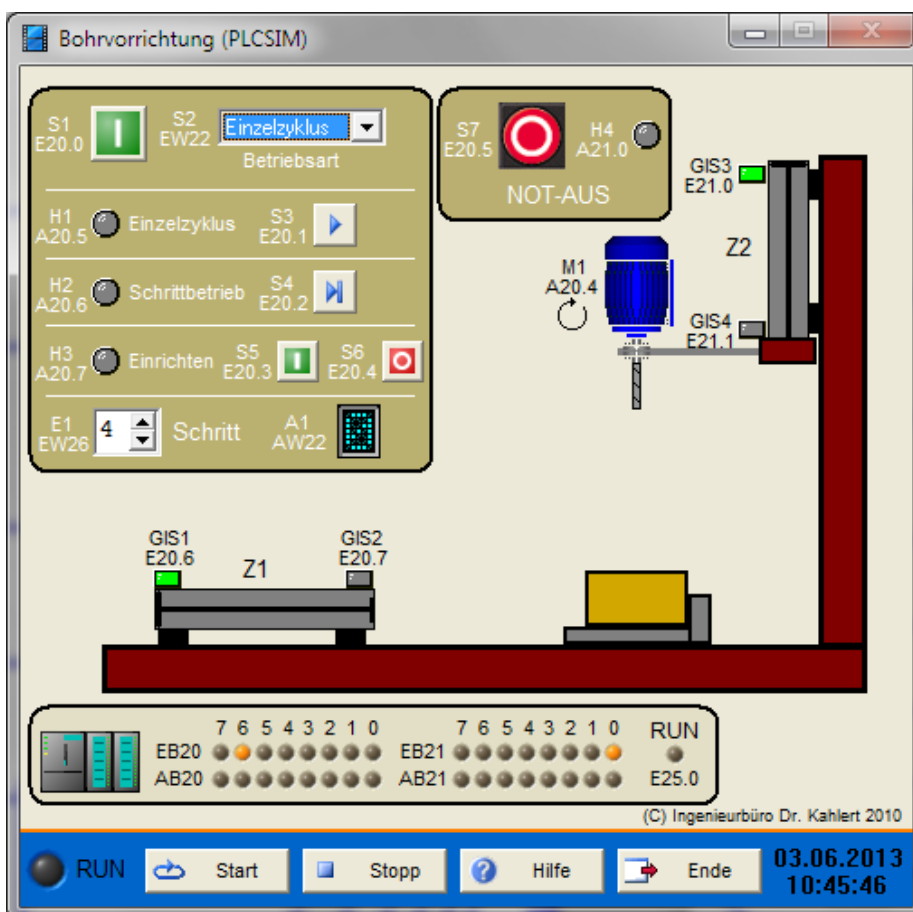 Bohrvorrichtung (PLCSIM)
S1
E20.0
S2
EW22
Einzelzyklus
Betriebsart
H1
A20.5
Einzelzyklus
S3
E20.1
H2
A20.6
Schrittbetrieb
S4
E20.2
H3
A20.7
Einrichten
S5
E20.3
S6
E20.4
E1
EW26
4
Schritt
A1
AW22
S7
E20.5
H4
A21.0
NOT-AUS
GIS3
E21.0
Z2
M1
A20.4
GIS4
E21.1
GIS1
E20.6
Z1
GIS2
E20.7
7 6 5 4 3 2 1 0
EB20
AB20
7 6 5 4 3 2 1 0
EB21
AB21
RUN
E25.0
(C) Ingenieurbüro Dr. Kahlert 2010
RUN
Start
Stopp
Hilfe
Ende
03.06.2013
10:45:46